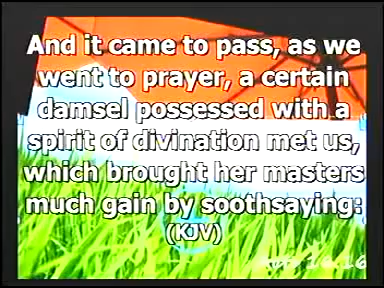 And it came to pass, as we
went to prayer, a certain
damsel possessed with a
spirit of divination met us,
which brought her masters
much gain by soothsaying:
(KJV)